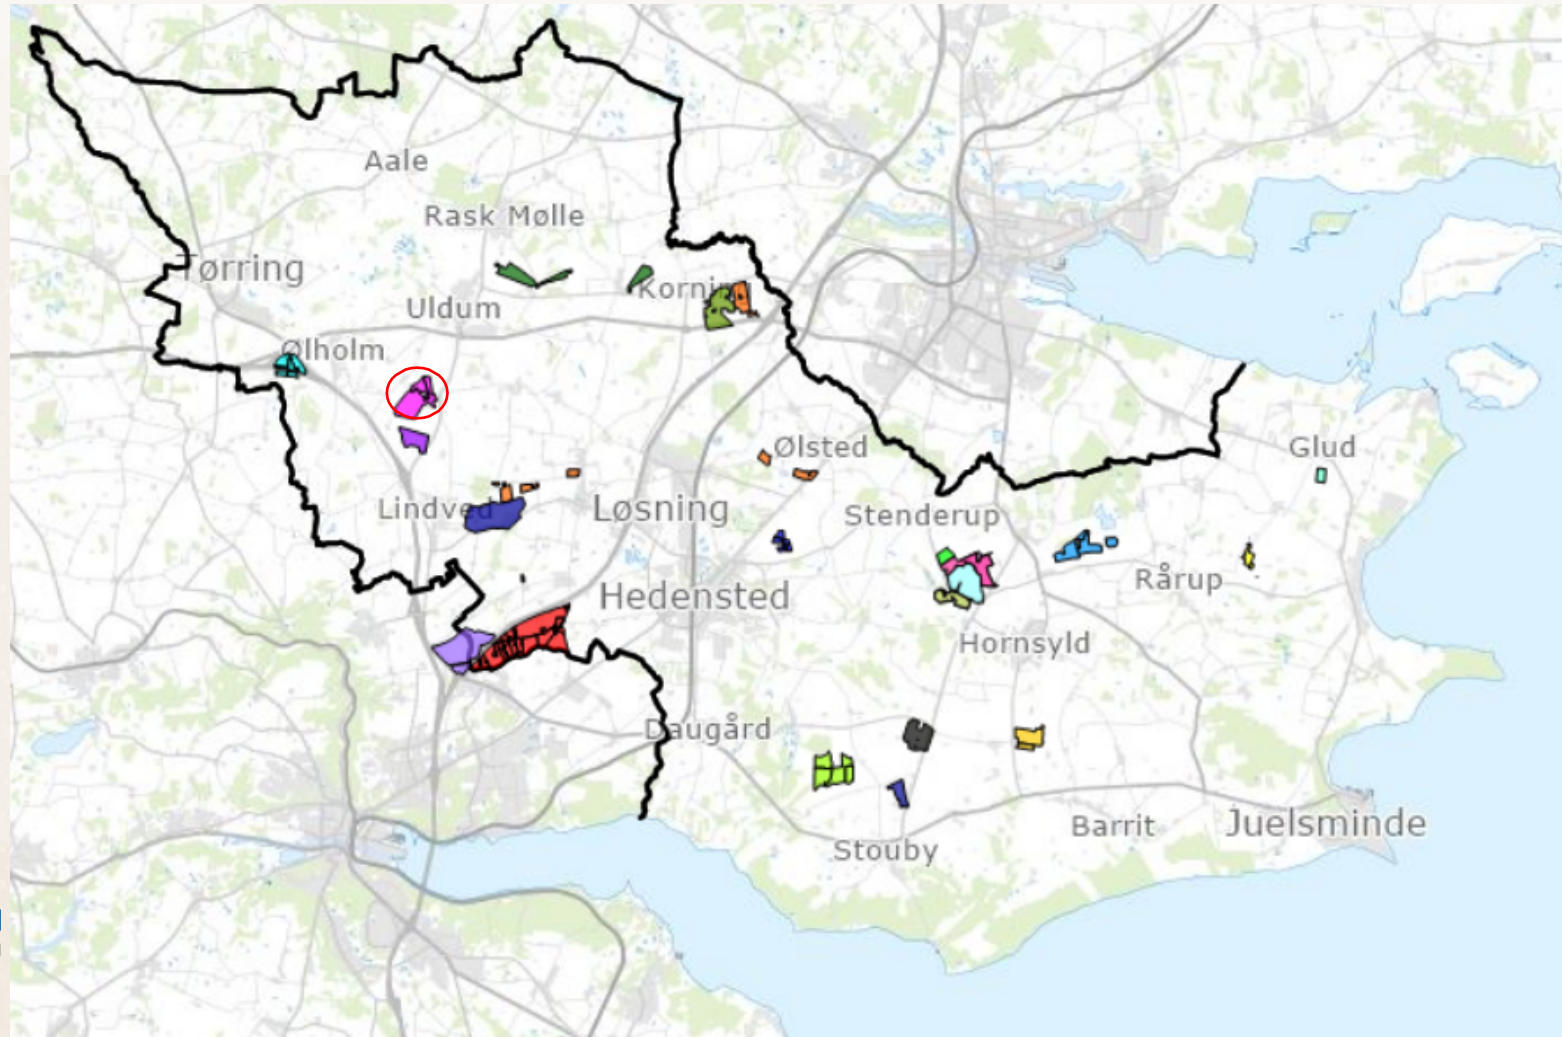 Aale
Rask Mølle
Tørring
Korning
Uldum
Ølholm
Ølsted
Glud
Lindved
Løsning
Stenderup
Rårup
Hedensted
Hornsyld
Daugård
Barrit
Juelsminde
Stouby